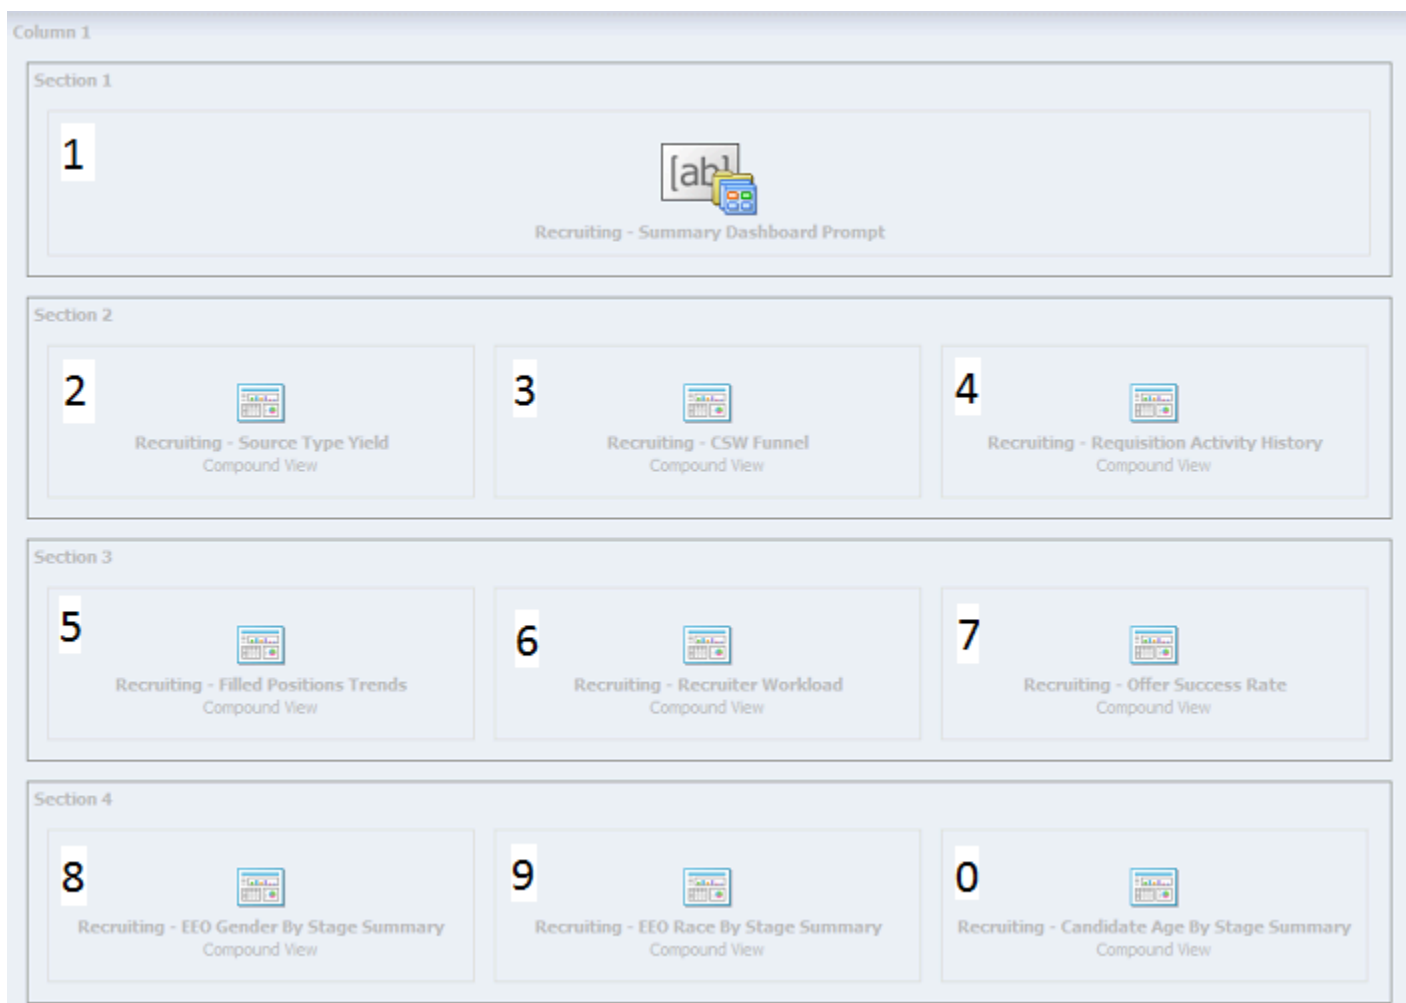 Column 1
Section 1
1
[ab]
Recruiting - Summary Dashboard Prompt
Section 2
2
Recruiting - Source Type Yield
Compound View
3
Recruiting - CSW Funnel
Compound View
4
Recruiting - Requisition Activity History
Compound View
Section 3
5
Recruiting - Filled Positions Trends
Compound View
6
Recruiting - Recruiter Workload
Compound View
7
Recruiting - Offer Success Rate
Compound View
Section 4
8
Recruiting - EEO Gender By Stage Summary
Compound View
9
Recruiting - EEO Race By Stage Summary
Compound View
0
Recruiting - Candidate Age By Stage Summary
Compound View